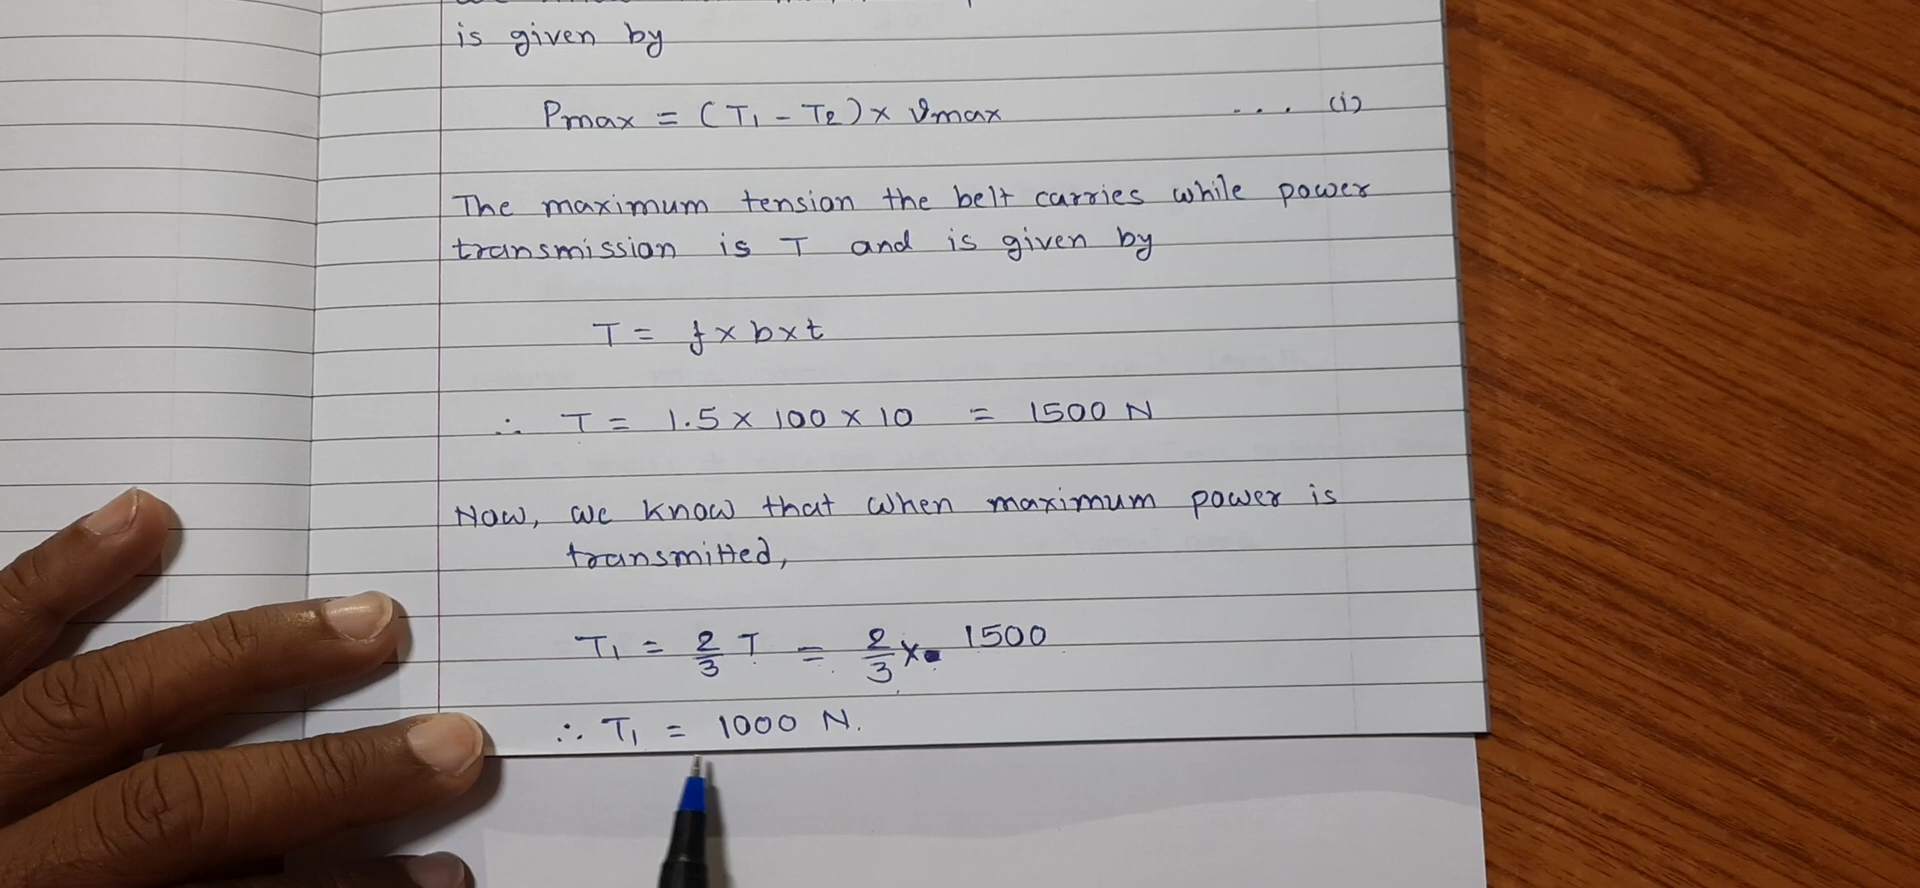 is given by
Pmax = (T1 - T2) × vmax ... (i)
The maximum tension the belt carries while power
transmission is T and is given by
T = f × b × t
∴ T = 1.5 × 100 × 10 = 1500 N
Now, we know that when maximum power is
transmitted,
T1 = 2/3 T = 2/3 × 1500
∴ T1 = 1000 N.